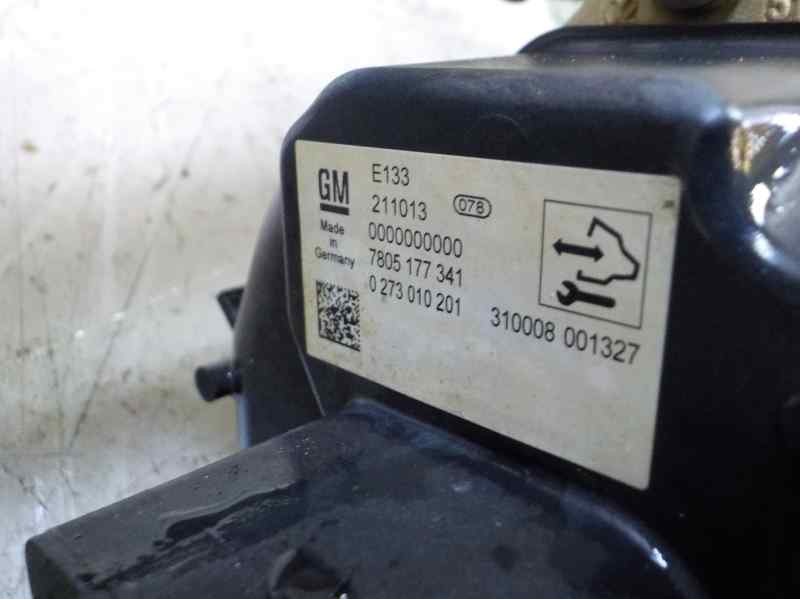 GM
E133
211013 078
Made in Germany
0000000000
7805 177 341
0 273 010 201
310008 001327